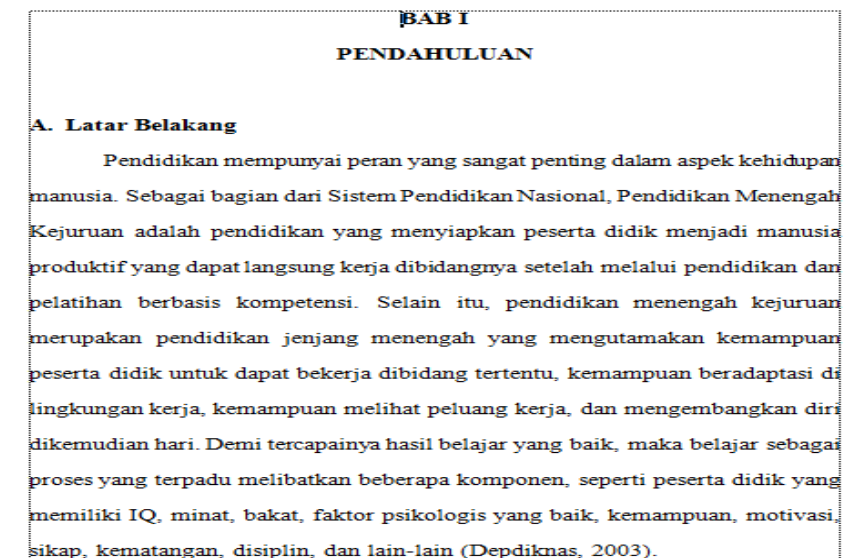 BAB I
PENDAHULUAN
A. Latar Belakang
Pendidikan mempunyai peran yang sangat penting dalam aspek kehidupan
manusia. Sebagai bagian dari Sistem Pendidikan Nasional, Pendidikan Menengah
Kejuruan adalah pendidikan yang menyiapkan peserta didik menjadi manusia
produktif yang dapat langsung kerja dibidangnya setelah melalui pendidikan dan
pelatihan berbasis kompetensi. Selain itu, pendidikan menengah kejuruan
merupakan pendidikan jenjang menengah yang mengutamakan kemampuan
peserta didik untuk dapat bekerja dibidang tertentu, kemampuan beradaptasi di
lingkungan kerja, kemampuan melihat peluang kerja, dan mengembangkan diri
dikemudian hari. Demi tercapainya hasil belajar yang baik, maka belajar sebagai
proses yang terpadu melibatkan beberapa komponen, seperti peserta didik yang
memiliki IQ, minat, bakat, faktor psikologis yang baik, kemampuan, motivasi,
sikap, kematangan, disiplin, dan lain-lain (Depdiknas, 2003).